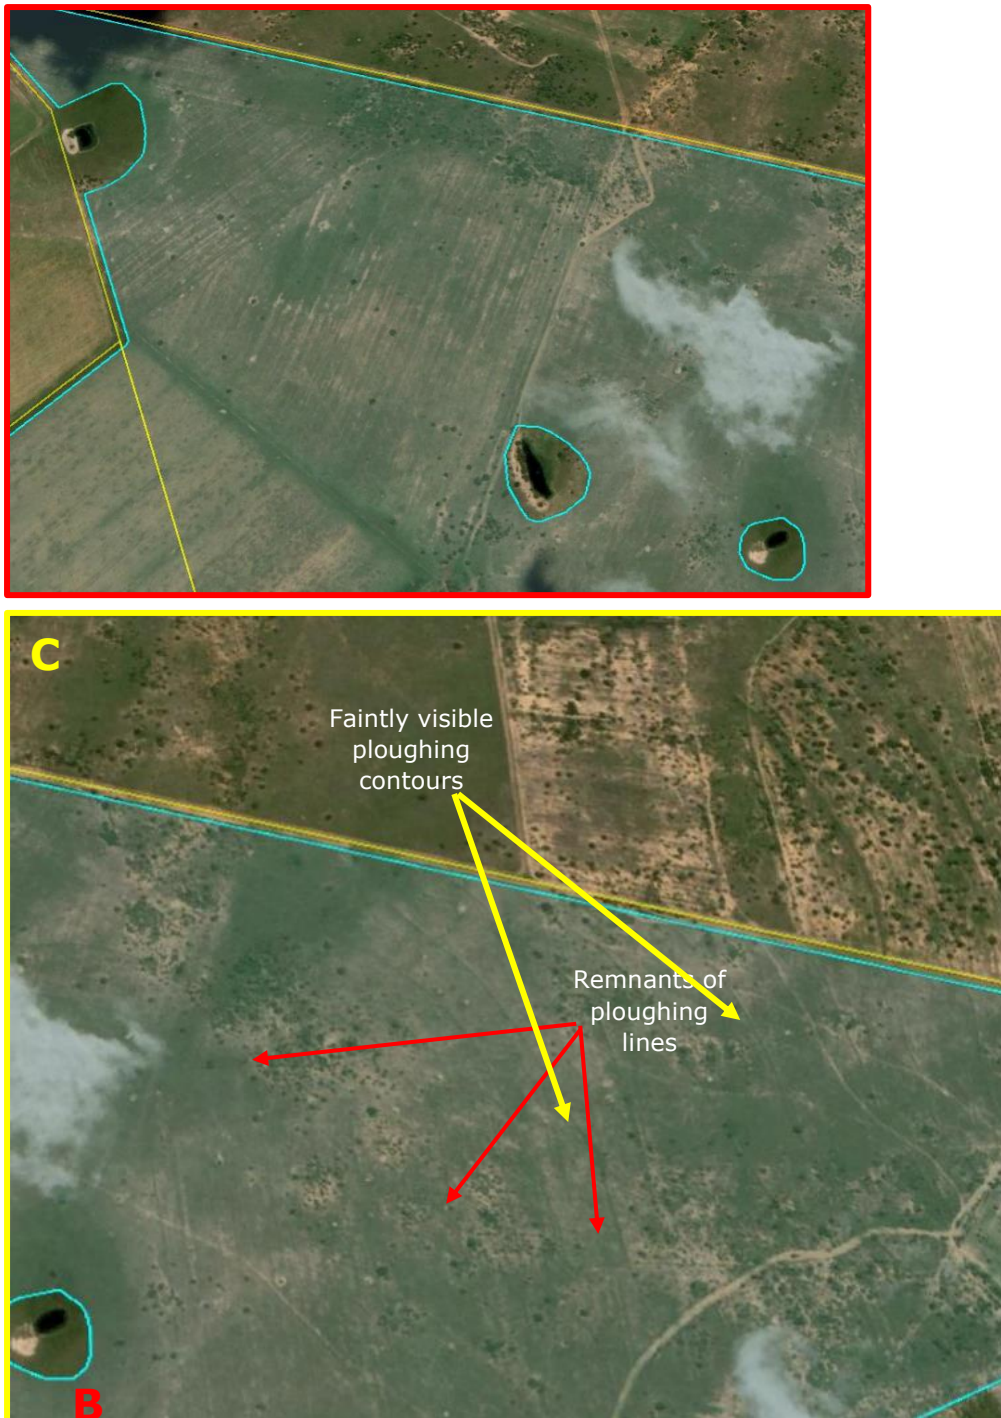 C
Faintly visible
ploughing
contours
Remnants of
ploughing
lines
B